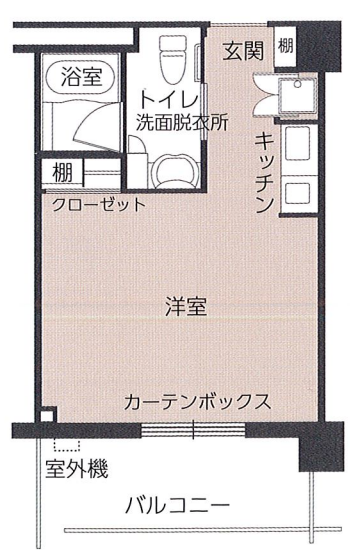 玄関
棚
浴室
トイレ
洗面脱衣所
キッチン
棚
クローゼット
洋室
カーテンボックス
室外機
バルコニー